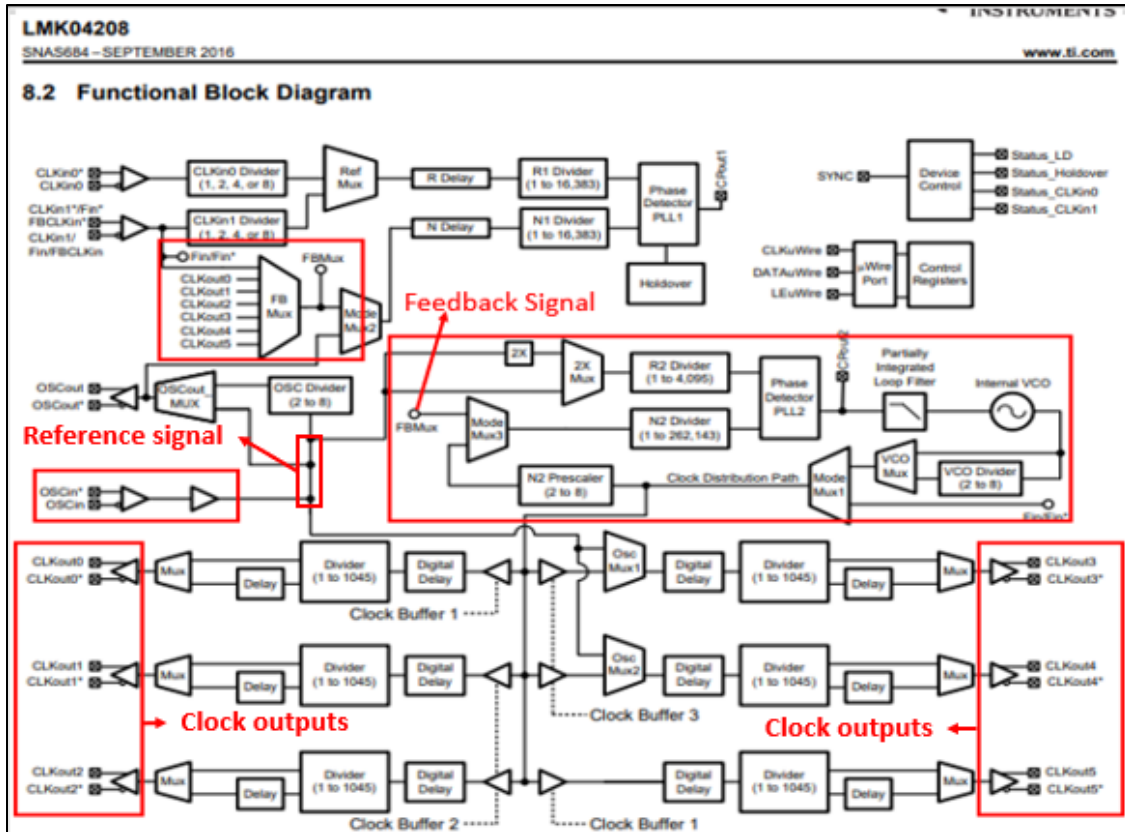 INSTRUMENTS
LMK04208
SNAS684 – SEPTEMBER 2016
www.ti.com
8.2 Functional Block Diagram
CLKin0*
CLKin0
CLKin0 Divider
(1, 2, 4, or 8)
Ref
Mux
R Delay
R1 Divider
(1 to 16,383)
Phase
Detector
PLL1
CPout1
SYNC
Device
Control
Status_LD
Status_Holdover
Status_CLKin0
Status_CLKin1
CLKin1*/Fin*
FBCLKin*
CLKin1/
Fin/FBCLKin
CLKin1 Divider
(1, 2, 4, or 8)
N Delay
N1 Divider
(1 to 16,383)
Holdover
CLKuWire
DATAuWire
LEuWire
µWire
Port
Control
Registers
Fin/Fin*
CLKout0
CLKout1
CLKout2
CLKout3
CLKout4
CLKout5
FB
Mux
FBMux
Mode
Mux2
Feedback Signal
2X
2X
Mux
R2 Divider
(1 to 4,095)
Phase
Detector
PLL2
CPout2
Partially
Integrated
Loop Filter
Internal VCO
OSCout
OSCout*
OSCout_
MUX
OSC Divider
(2 to 8)
FBMux
Mode
Mux3
N2 Divider
(1 to 262,143)
Reference signal
N2 Prescaler
(2 to 8)
Clock Distribution Path
Mode
Mux1
VCO
Mux
VCO Divider
(2 to 8)
Fin/Fin*
OSCin*
OSCin
CLKout0
CLKout0*
Mux
Delay
Divider
(1 to 1045)
Digital
Delay
Clock Buffer 1
Osc
Mux1
Digital
Delay
Divider
(1 to 1045)
Delay
Mux
CLKout3
CLKout3*
CLKout1
CLKout1*
Mux
Delay
Divider
(1 to 1045)
Digital
Delay
Osc
Mux2
Digital
Delay
Divider
(1 to 1045)
Delay
Mux
CLKout4
CLKout4*
Clock outputs
Clock Buffer 3
Clock outputs
CLKout2
CLKout2*
Mux
Delay
Divider
(1 to 1045)
Digital
Delay
Digital
Delay
Divider
(1 to 1045)
Delay
Mux
CLKout5
CLKout5*
Clock Buffer 2
Clock Buffer 1